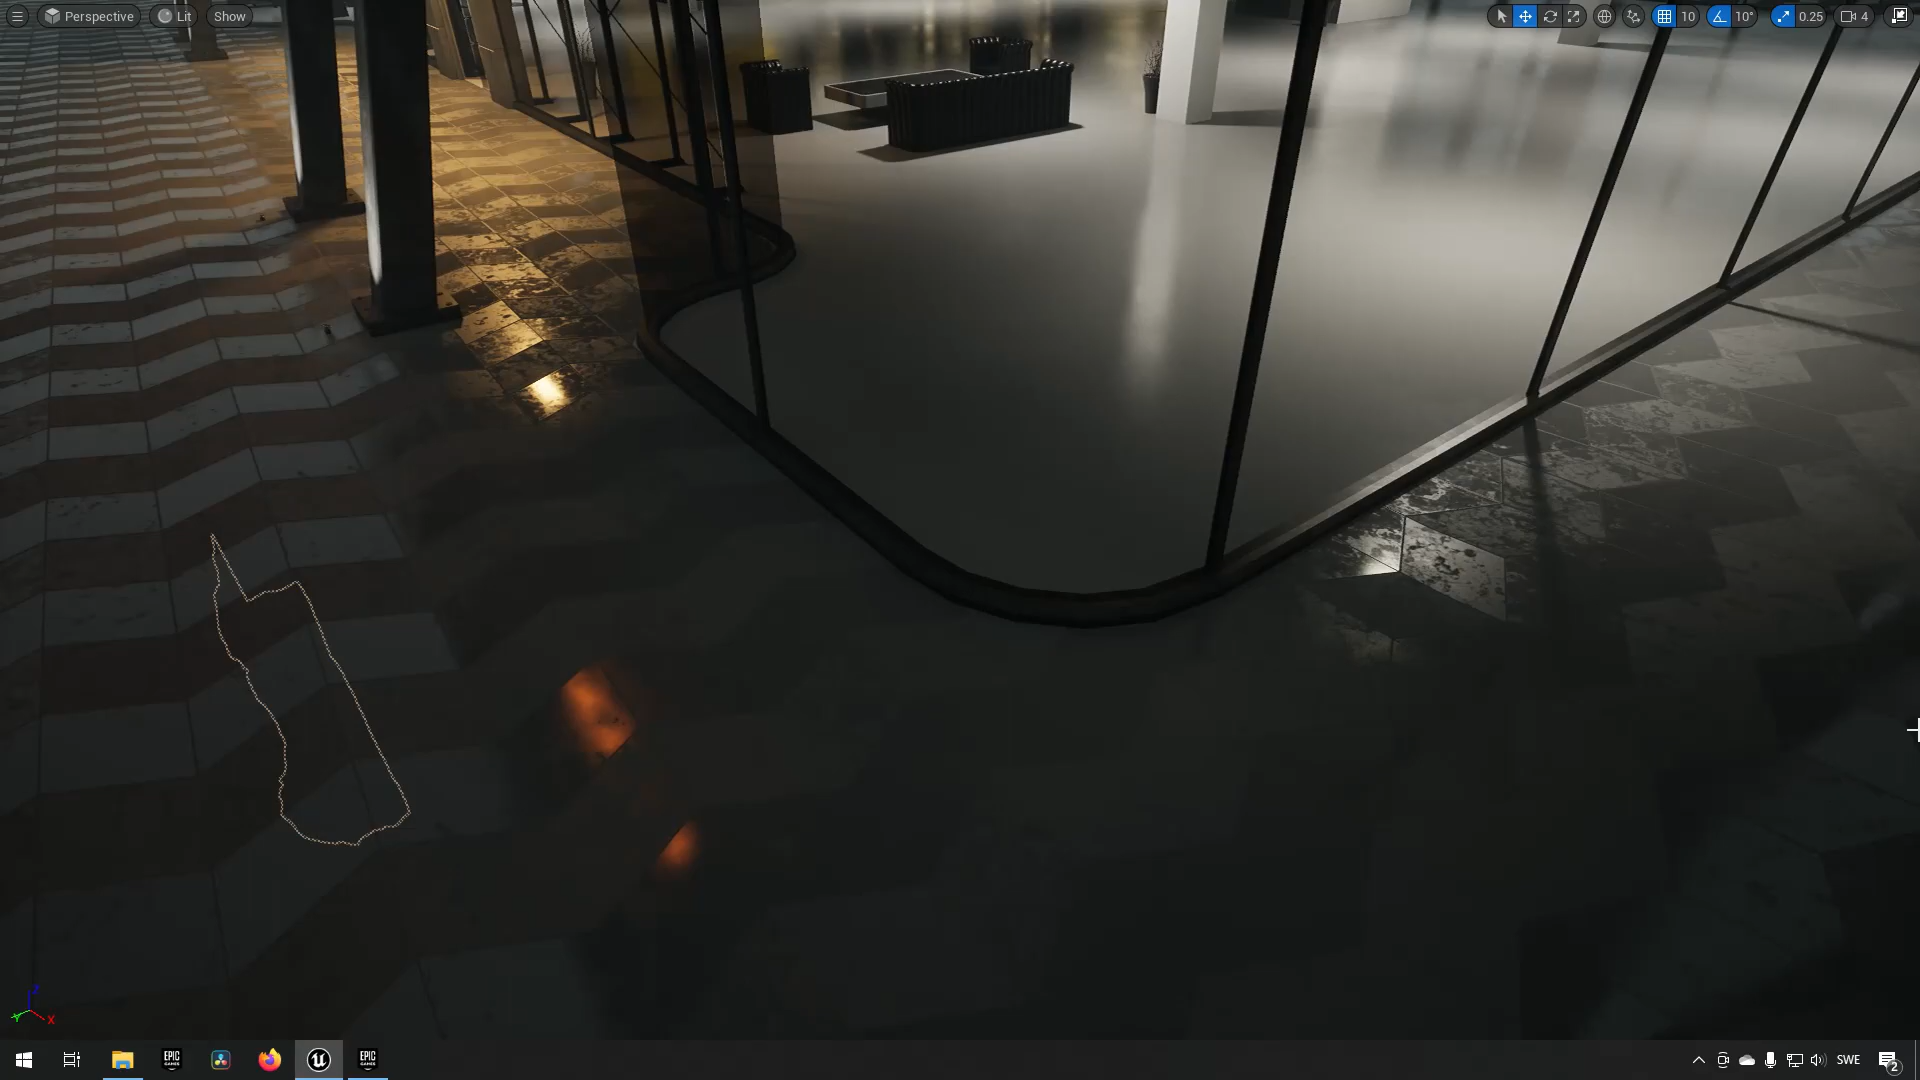 Perspective
Lit
Show
10
10°
0.25
4
Z
Y
X
EPIC
GAMES
EPIC
GAMES
SWE
2